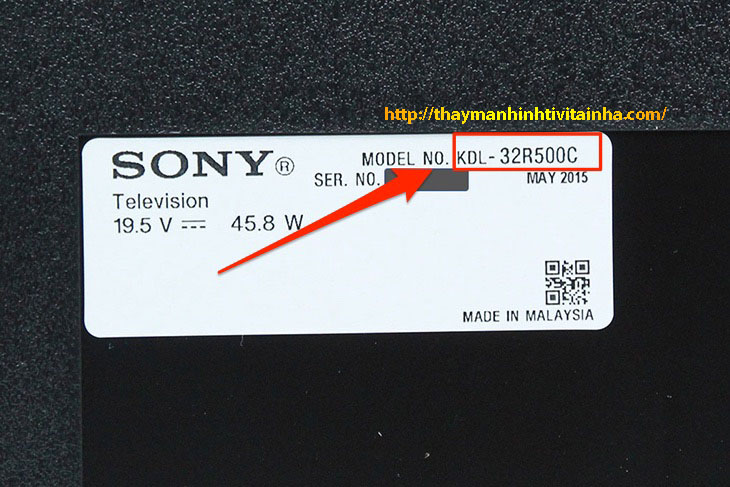 http://thaymanhinhtivitainha.com/
SONY® MODEL NO. KDL-32R500C
SER. NO.
MAY 2015
Television
19.5 V ⎓ 45.8 W
MADE IN MALAYSIA